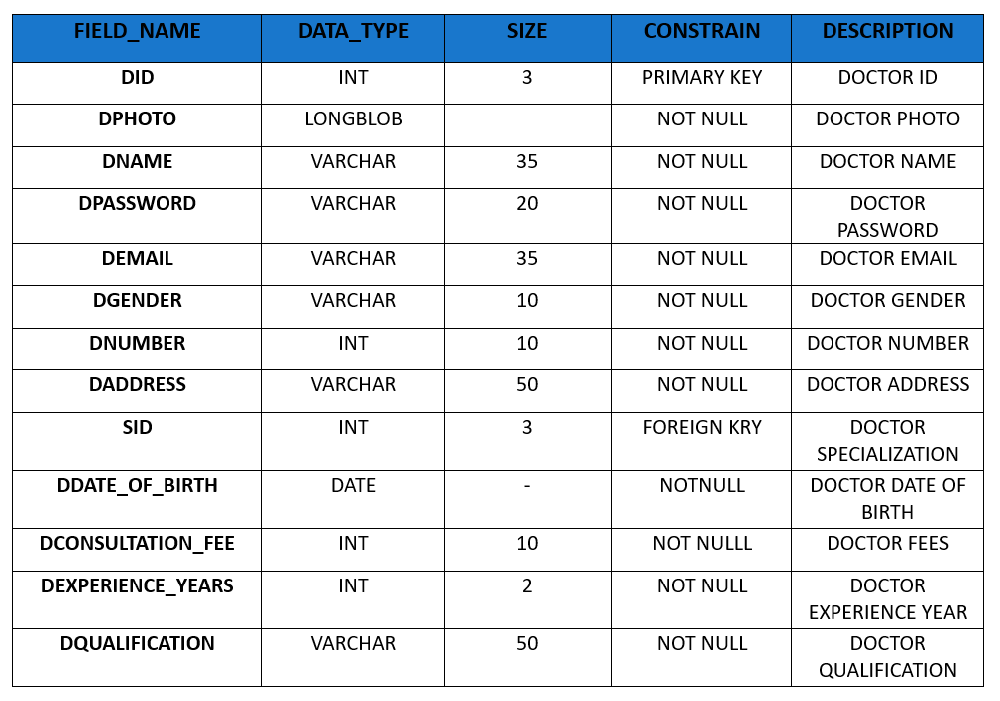 FIELD_NAME DATA_TYPE SIZE CONSTRAIN DESCRIPTION
DID INT 3 PRIMARY KEY DOCTOR ID
DPHOTO LONGBLOB NOT NULL DOCTOR PHOTO
DNAME VARCHAR 35 NOT NULL DOCTOR NAME
DPASSWORD VARCHAR 20 NOT NULL DOCTOR
PASSWORD
DEMAIL VARCHAR 35 NOT NULL DOCTOR EMAIL
DGENDER VARCHAR 10 NOT NULL DOCTOR GENDER
DNUMBER INT 10 NOT NULL DOCTOR NUMBER
DADDRESS VARCHAR 50 NOT NULL DOCTOR ADDRESS
SID INT 3 FOREIGN KRY DOCTOR
SPECIALIZATION
DDATE_OF_BIRTH DATE - NOTNULL DOCTOR DATE OF
BIRTH
DCONSULTATION_FEE INT 10 NOT NULLL DOCTOR FEES
DEXPERIENCE_YEARS INT 2 NOT NULL DOCTOR
EXPERIENCE YEAR
DQUALIFICATION VARCHAR 50 NOT NULL DOCTOR
QUALIFICATION